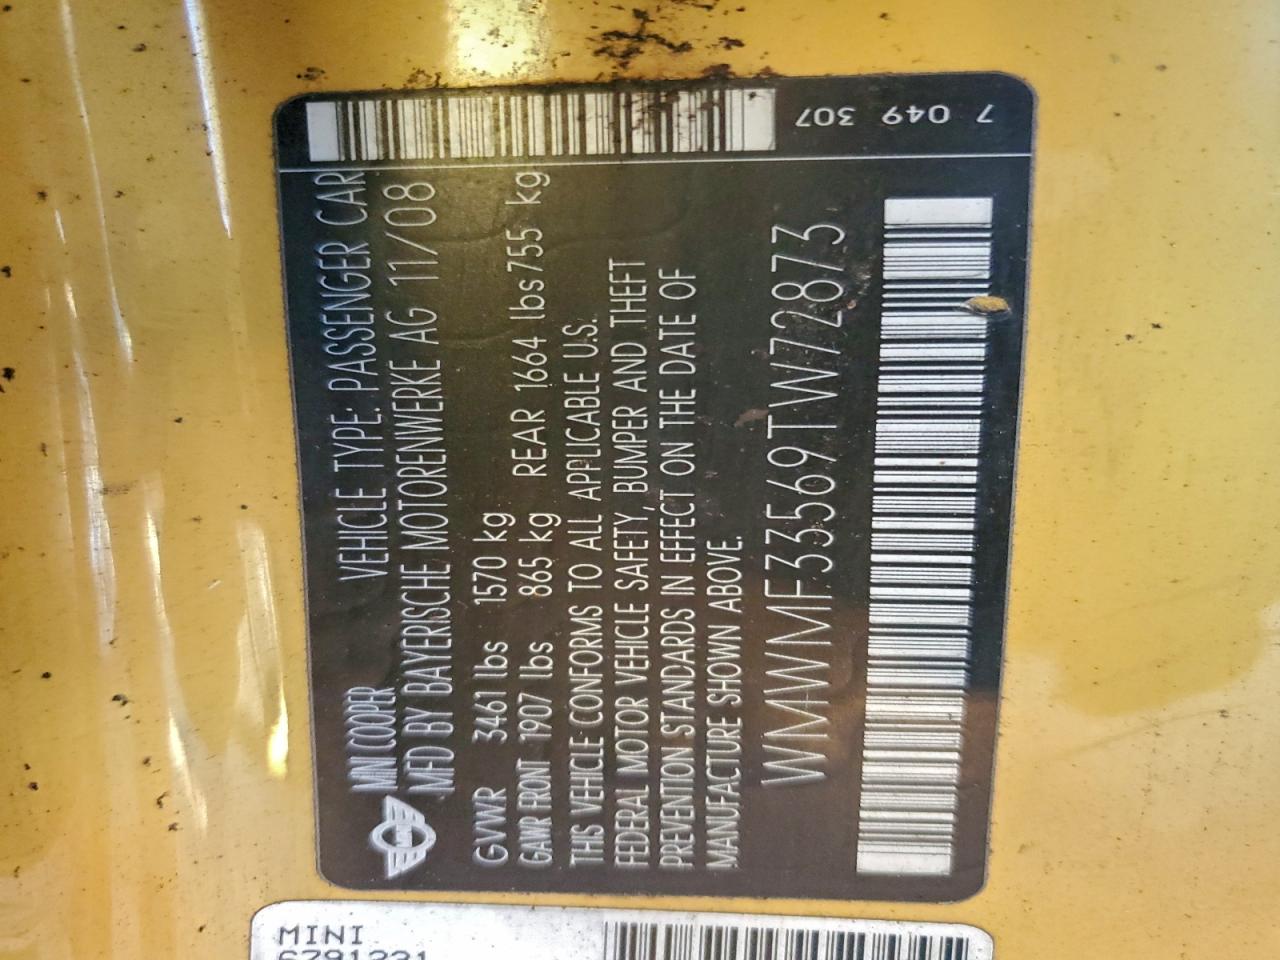 7 049 307
MINI COOPER VEHICLE TYPE: PASSENGER CAR
MFD BY BAYERISCHE MOTORENWERKE AG 11/08
GVWR 3461 lbs 1570 kg
GAWR FRONT 1907 lbs 865 kg REAR 1664 lbs 755 kg
THIS VEHICLE CONFORMS TO ALL APPLICABLE U.S.
FEDERAL MOTOR VEHICLE SAFETY, BUMPER AND THEFT
PREVENTION STANDARDS IN EFFECT ON THE DATE OF
MANUFACTURE SHOWN ABOVE.
WMWMF33569TW72873
MINI